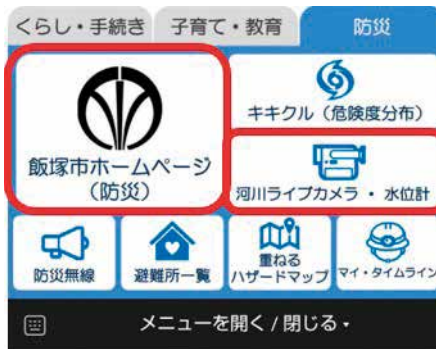 くらし・手続き
子育て・教育
防災
飯塚市ホームページ
（防災）
キキクル（危険度分布）
河川ライブカメラ ・ 水位計
防災無線
避難所一覧
重ねる
ハザードマップ
マイ・タイムライン
メニューを開く / 閉じる